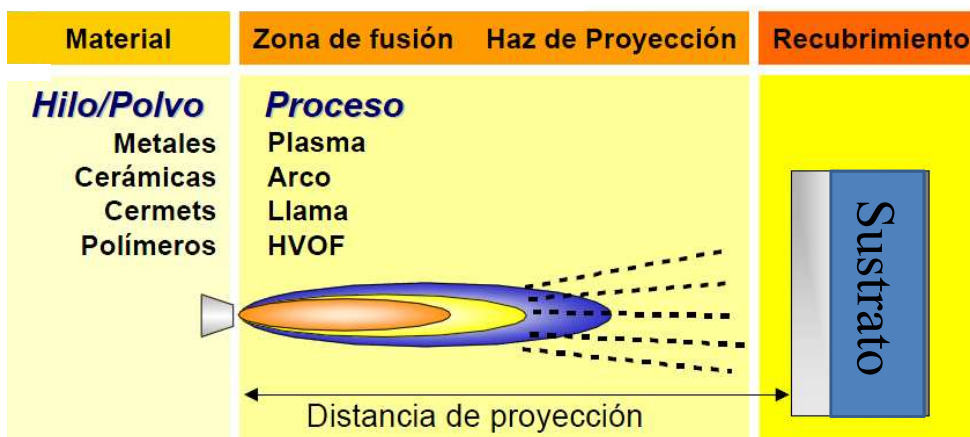 Material
Zona de fusión
Haz de Proyección
Recubrimiento
Hilo/Polvo
Metales
Cerámicas
Cermets
Polímeros
Proceso
Plasma
Arco
Llama
HVOF
Sustrato
Distancia de proyección